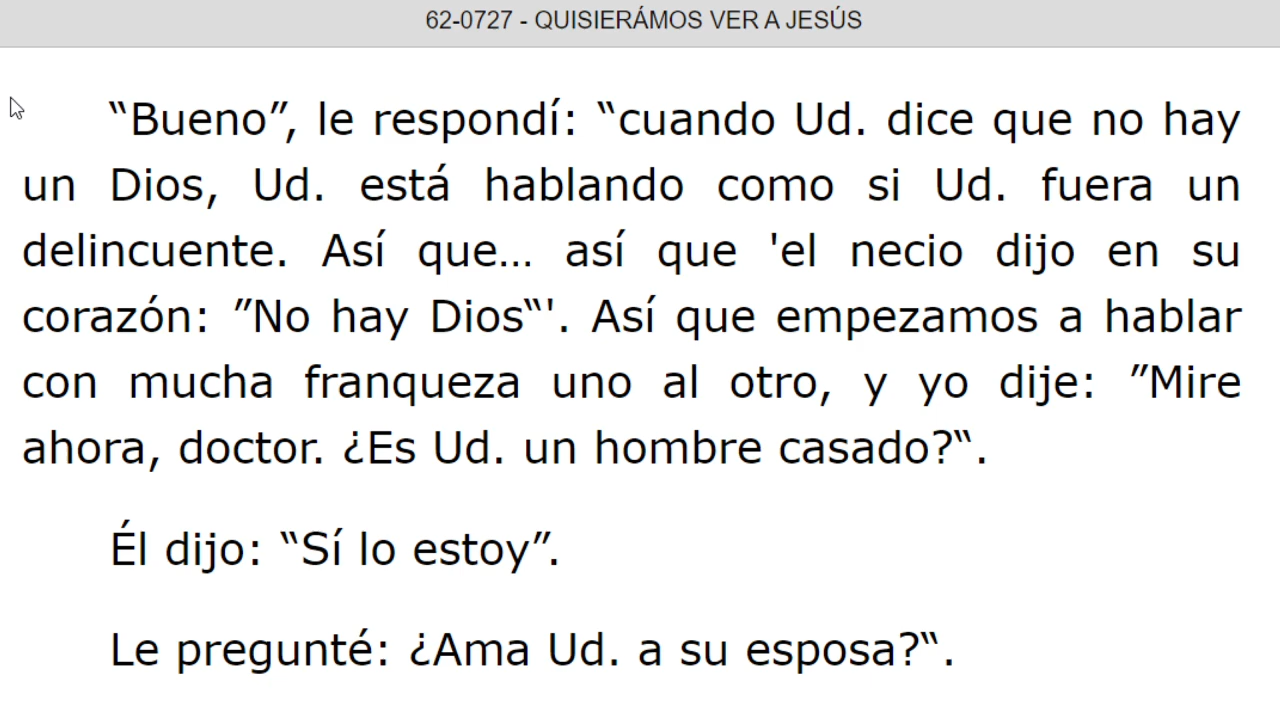 62-0727 - QUISIERÁMOS VER A JESÚS
“Bueno”, le respondí: “cuando Ud. dice que no hay
un Dios, Ud. está hablando como si Ud. fuera un
delincuente. Así que… así que 'el necio dijo en su
corazón: ”No hay Dios“'. Así que empezamos a hablar
con mucha franqueza uno al otro, y yo dije: ”Mire
ahora, doctor. ¿Es Ud. un hombre casado?“.
Él dijo: “Sí lo estoy”.
Le pregunté: ¿Ama Ud. a su esposa?“.